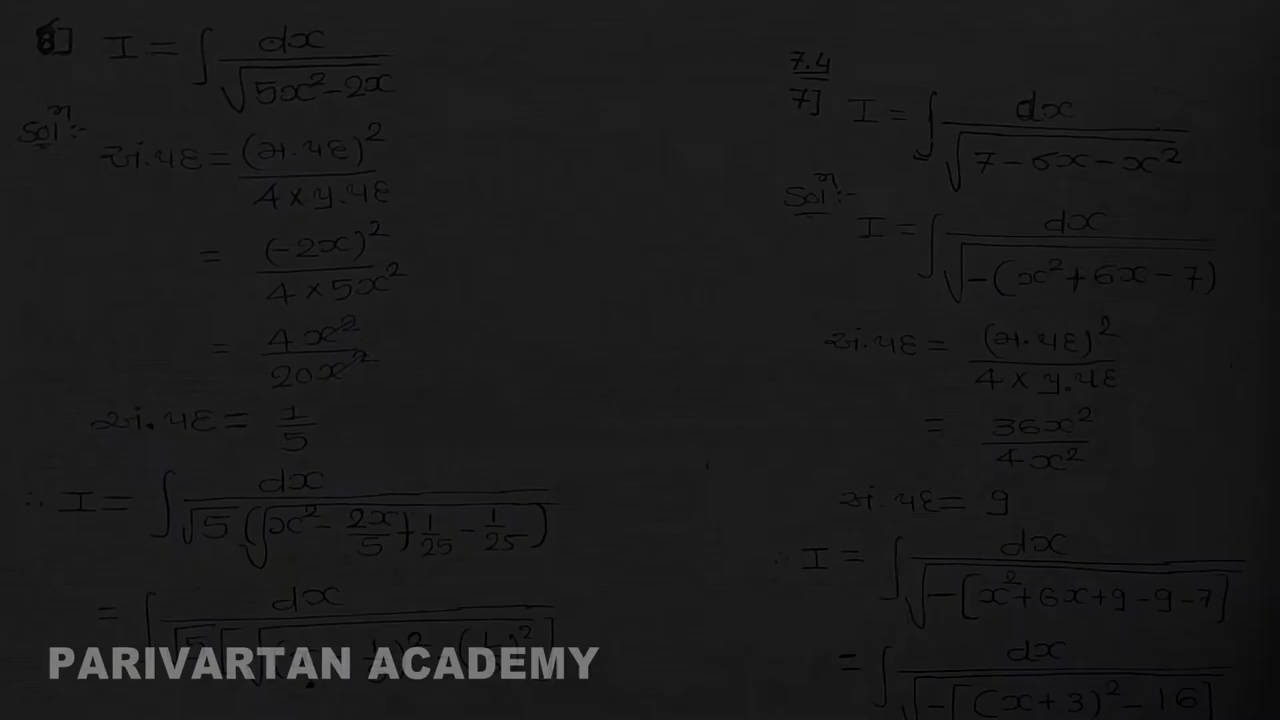 6] I = ∫ dx / √(5x² - 2x)
Solⁿ :-
અં.પદ = (મ.પદ)² / (4 × પ્ર.પદ)
= (-2x)² / (4 × 5x²)
= 4x² / 20x²
અં.પદ = 1/5
∴ I = ∫ dx / √5 (√(x² - 2x/5 + 1/25 - 1/25))
= ∫ dx
PARIVARTAN ACADEMY
7.4
7] I = ∫ dx / √(7 - 6x - x²)
Solⁿ :-
I = ∫ dx / √(-(x² + 6x - 7))
અં.પદ = (મ.પદ)² / (4 × પ્ર.પદ)
= 36x² / 4x²
અં.પદ = 9
∴ I = ∫ dx / √(-[x² + 6x + 9 - 9 - 7])
= ∫ dx / √(-[(x+3)² - 16])